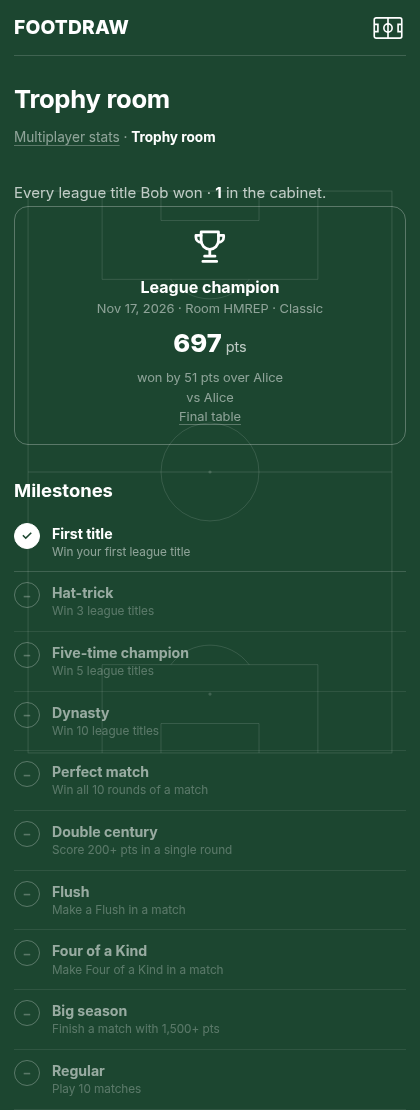 FOOTDRAW
Trophy room
Multiplayer stats · Trophy room
Every league title Bob won · 1 in the cabinet.
League champion
Nov 17, 2026 · Room HMREP · Classic
697 pts
won by 51 pts over Alice
vs Alice
Final table
Milestones
First title
Win your first league title
Hat-trick
Win 3 league titles
Five-time champion
Win 5 league titles
Dynasty
Win 10 league titles
Perfect match
Win all 10 rounds of a match
Double century
Score 200+ pts in a single round
Flush
Make a Flush in a match
Four of a Kind
Make Four of a Kind in a match
Big season
Finish a match with 1,500+ pts
Regular
Play 10 matches